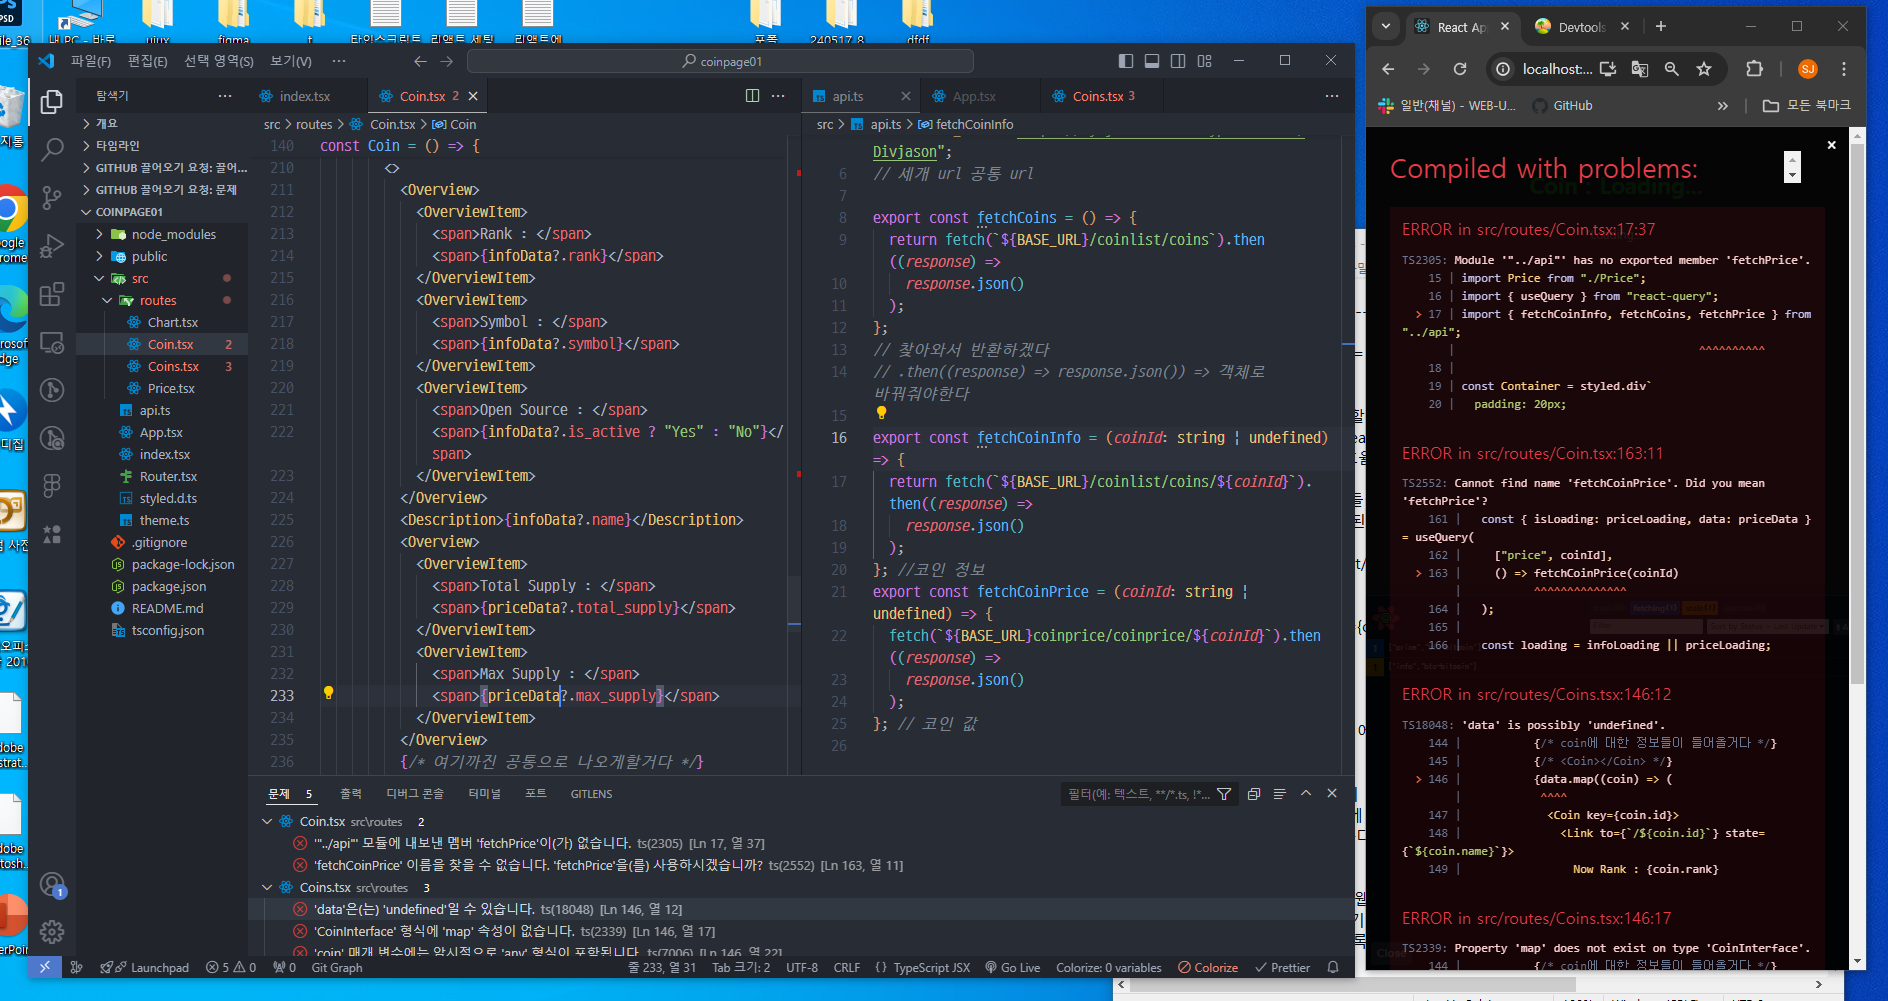 파일(F) 편집(E) 선택 영역(S) 보기(V) ···
coinpage01
탐색기
개요
타임라인
GITHUB 끌어오기 요청: 끌어...
GITHUB 끌어오기 요청: 문제
COINPAGE01
node_modules
public
src
routes
Chart.tsx
Coin.tsx 2
Coins.tsx 3
Price.tsx
api.ts
App.tsx
index.tsx
Router.tsx
styled.d.ts
theme.ts
.gitignore
package-lock.json
package.json
README.md
tsconfig.json
index.tsx
Coin.tsx 2
src > routes > Coin.tsx > Coin
140 const Coin = () => {
210 <>
211 <Overview>
212 <OverviewItem>
213 <span>Rank : </span>
214 <span>{infoData?.rank}</span>
215 </OverviewItem>
216 <OverviewItem>
217 <span>Symbol : </span>
218 <span>{infoData?.symbol}</span>
219 </OverviewItem>
220 <OverviewItem>
221 <span>Open Source : </span>
222 <span>{infoData?.is_active ? "Yes" : "No"}</
span>
223 </OverviewItem>
224 </Overview>
225 <Description>{infoData?.name}</Description>
226 <Overview>
227 <OverviewItem>
228 <span>Total Supply : </span>
229 <span>{priceData?.total_supply}</span>
230 </OverviewItem>
231 <OverviewItem>
232 <span>Max Supply : </span>
233 <span>{priceData?.max_supply}</span>
234 </OverviewItem>
235 </Overview>
236 {/* 여기까진 공통으로 나오게할거다 */}
api.ts
App.tsx
Coins.tsx 3
src > api.ts > fetchCoinInfo
Divjason";
6 // 세개 url 공통 url
7
8 export const fetchCoins = () => {
9 return fetch(`${BASE_URL}/coinlist/coins`).then
((response) =>
10 response.json()
11 );
12 };
13 // 찾아와서 반환하겠다
14 // .then((response) => response.json()) => 객체로
바꿔줘야한다
15
16 export const fetchCoinInfo = (coinId: string ¦ undefined)
=> {
17 return fetch(`${BASE_URL}/coinlist/coins/${coinId}`).
then((response) =>
18 response.json()
19 );
20 }; //코인 정보
21 export const fetchCoinPrice = (coinId: string ¦
undefined) => {
22 fetch(`${BASE_URL}coinprice/coinprice/${coinId}`).then
((response) =>
23 response.json()
24 );
25 }; // 코인 값
26
문제 5 출력 디버그 콘솔 터미널 포트 GITLENS
필터(예: 텍스트, **/*.ts, !*...
Coin.tsx src\routes 2
'"../api"' 모듈에 내보낸 멤버 'fetchPrice'이(가) 없습니다. ts(2305) [Ln 17, 열 37]
'fetchCoinPrice' 이름을 찾을 수 없습니다. 'fetchPrice'을(를) 사용하시겠습니까? ts(2552) [Ln 163, 열 11]
Coins.tsx src\routes 3
'data'은(는) 'undefined'일 수 있습니다. ts(18048) [Ln 146, 열 12]
'CoinInterface' 형식에 'map' 속성이 없습니다. ts(2339) [Ln 146, 열 17]
'coin' 매개 변수에는 암시적으로 'any' 형식이 포함됩니다. ts(7006) [Ln 146, 열 22]
Launchpad 5 0 0 Git Graph 줄 233, 열 31 Tab 크기: 2 UTF-8 CRLF {} TypeScript JSX Go Live Colorize: 0 variables Colorize Prettier
React Ap
Devtools
localhost:...
SJ
일반(채널) - WEB-U...
GitHub
모든 북마크
Compiled with problems:
ERROR in src/routes/Coin.tsx:17:37
TS2305: Module '"../api"' has no exported member 'fetchPrice'.
15 | import Price from "./Price";
16 | import { useQuery } from "react-query";
> 17 | import { fetchCoinInfo, fetchCoins, fetchPrice } from
"../api";
| ^^^^^^^^^^
18 |
19 | const Container = styled.div`
20 | padding: 20px;
ERROR in src/routes/Coin.tsx:163:11
TS2552: Cannot find name 'fetchCoinPrice'. Did you mean
'fetchPrice'?
161 | const { isLoading: priceLoading, data: priceData }
= useQuery(
162 | ["price", coinId],
> 163 | () => fetchCoinPrice(coinId)
| ^^^^^^^^^^^^^^
164 | );
165 |
166 | const loading = infoLoading || priceLoading;
ERROR in src/routes/Coins.tsx:146:12
TS18048: 'data' is possibly 'undefined'.
144 | {/* coin에 대한 정보들이 들어올거다 */}
145 | {/* <Coin></Coin> */}
> 146 | {data.map((coin) => (
| ^^^^
147 | <Coin key={coin.id}>
148 | <Link to={`/${coin.id}`} state=
{`${coin.name}`}>
149 | Now Rank : {coin.rank}
ERROR in src/routes/Coins.tsx:146:17
TS2339: Property 'map' does not exist on type 'CoinInterface'.
144 | {/* coin에 대한 정보들이 들어올거다 */}